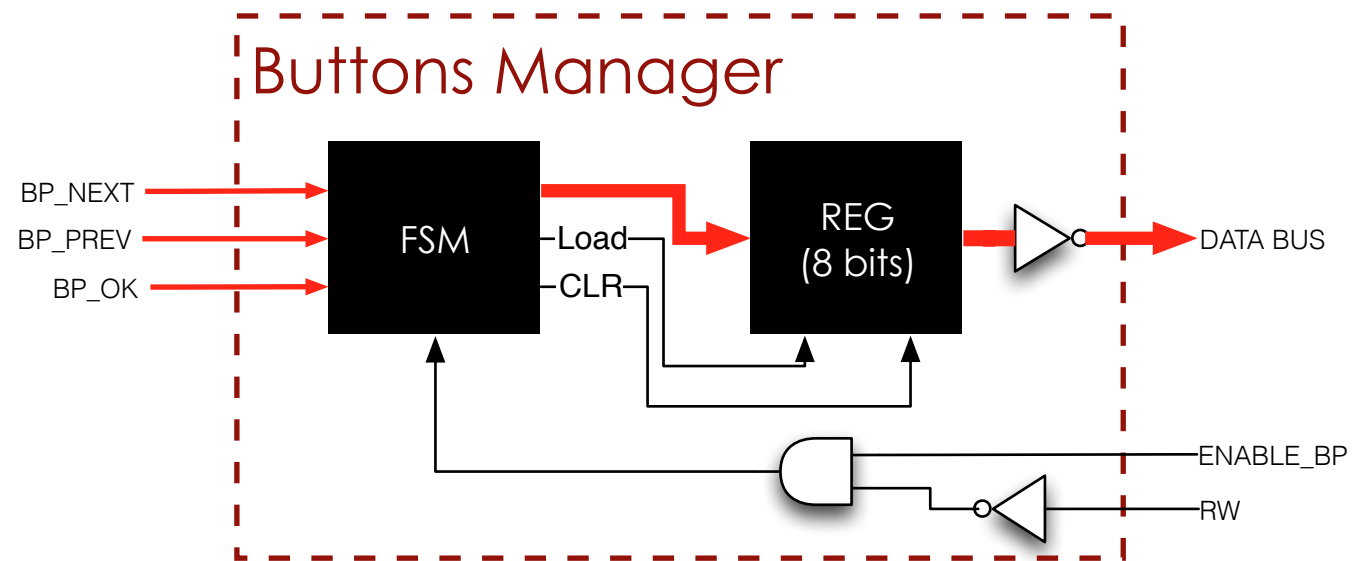 Buttons Manager
BP_NEXT
BP_PREV
BP_OK
FSM
Load
CLR
REG
(8 bits)
DATA BUS
ENABLE_BP
RW